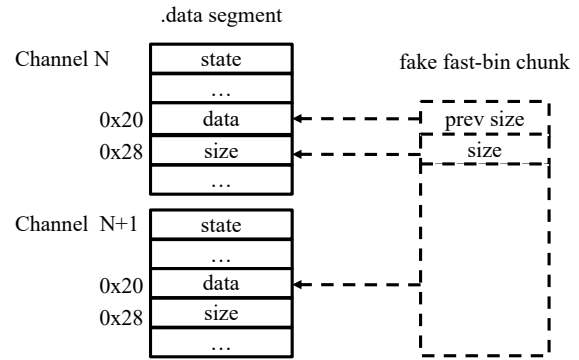 .data segment
Channel N
state
fake fast-bin chunk
…
0x20
data
prev size
0x28
size
size
…
Channel N+1
state
…
0x20
data
0x28
size
…